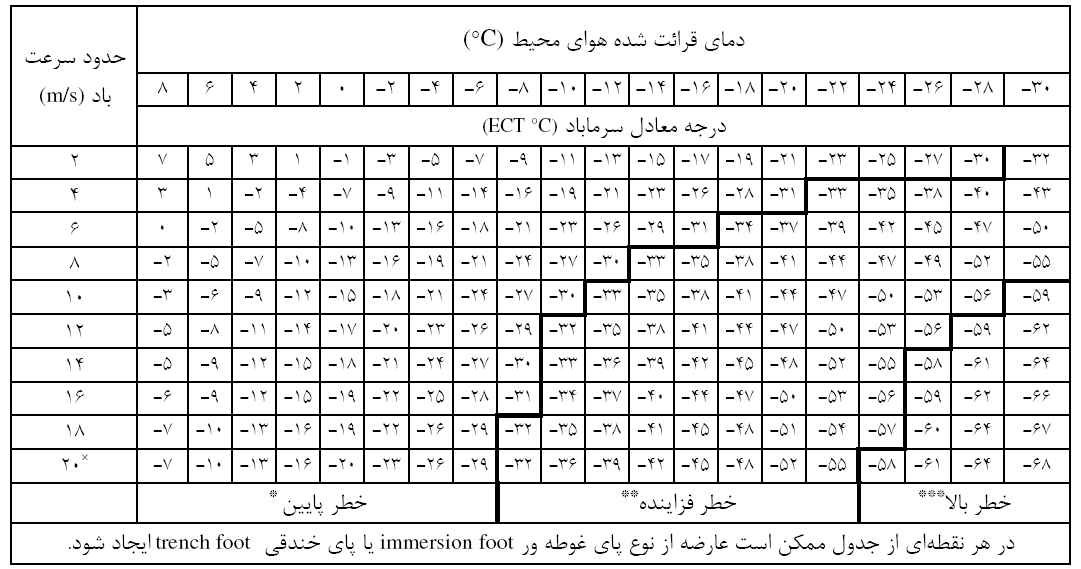 حدود سرعت باد (m/s)
دمای قرائت شده هوای محیط (°C)
۸ ۶ ۴ ۲ ۰ −۲ −۴ −۶ −۸ −۱۰ −۱۲ −۱۴ −۱۶ −۱۸ −۲۰ −۲۲ −۲۴ −۲۶ −۲۸ −۳۰
درجه معادل سرماباد (ECT °C)
۲ ۷ ۵ ۳ ۱ −۱ −۳ −۵ −۷ −۹ −۱۱ −۱۳ −۱۵ −۱۷ −۱۹ −۲۱ −۲۳ −۲۵ −۲۷ −۳۰ −۳۲
۴ ۳ ۱ −۲ −۴ −۷ −۹ −۱۱ −۱۴ −۱۶ −۱۹ −۲۱ −۲۳ −۲۶ −۲۸ −۳۱ −۳۳ −۳۵ −۳۸ −۴۰ −۴۳
۶ ۰ −۲ −۵ −۸ −۱۰ −۱۳ −۱۶ −۱۸ −۲۱ −۲۳ −۲۶ −۲۹ −۳۱ −۳۴ −۳۷ −۳۹ −۴۲ −۴۵ −۴۷ −۵۰
۸ −۲ −۵ −۷ −۱۰ −۱۳ −۱۶ −۱۹ −۲۱ −۲۴ −۲۷ −۳۰ −۳۳ −۳۵ −۳۸ −۴۱ −۴۴ −۴۷ −۴۹ −۵۲ −۵۵
۱۰ −۳ −۶ −۹ −۱۲ −۱۵ −۱۸ −۲۱ −۲۴ −۲۷ −۳۰ −۳۳ −۳۵ −۳۸ −۴۱ −۴۴ −۴۷ −۵۰ −۵۳ −۵۶ −۵۹
۱۲ −۵ −۸ −۱۱ −۱۴ −۱۷ −۲۰ −۲۳ −۲۶ −۲۹ −۳۲ −۳۵ −۳۸ −۴۱ −۴۴ −۴۷ −۵۰ −۵۳ −۵۶ −۵۹ −۶۲
۱۴ −۵ −۹ −۱۲ −۱۵ −۱۸ −۲۱ −۲۴ −۲۷ −۳۰ −۳۳ −۳۶ −۳۹ −۴۲ −۴۵ −۴۸ −۵۲ −۵۵ −۵۸ −۶۱ −۶۴
۱۶ −۶ −۹ −۱۲ −۱۵ −۱۹ −۲۲ −۲۵ −۲۸ −۳۱ −۳۴ −۳۷ −۴۰ −۴۴ −۴۷ −۵۰ −۵۳ −۵۶ −۵۹ −۶۲ −۶۶
۱۸ −۷ −۱۰ −۱۳ −۱۶ −۱۹ −۲۲ −۲۶ −۲۹ −۳۲ −۳۵ −۳۸ −۴۱ −۴۵ −۴۸ −۵۱ −۵۴ −۵۷ −۶۰ −۶۴ −۶۷
۲۰× −۷ −۱۰ −۱۳ −۱۶ −۲۰ −۲۳ −۲۶ −۲۹ −۳۲ −۳۶ −۳۹ −۴۲ −۴۵ −۴۸ −۵۲ −۵۵ −۵۸ −۶۱ −۶۴ −۶۸
خطر پایین* خطر فزاینده** خطر بالا***
در هر نقطه‌ای از جدول ممکن است عارضه از نوع پای غوطه ور immersion foot یا پای خندقی trench foot ایجاد شود.